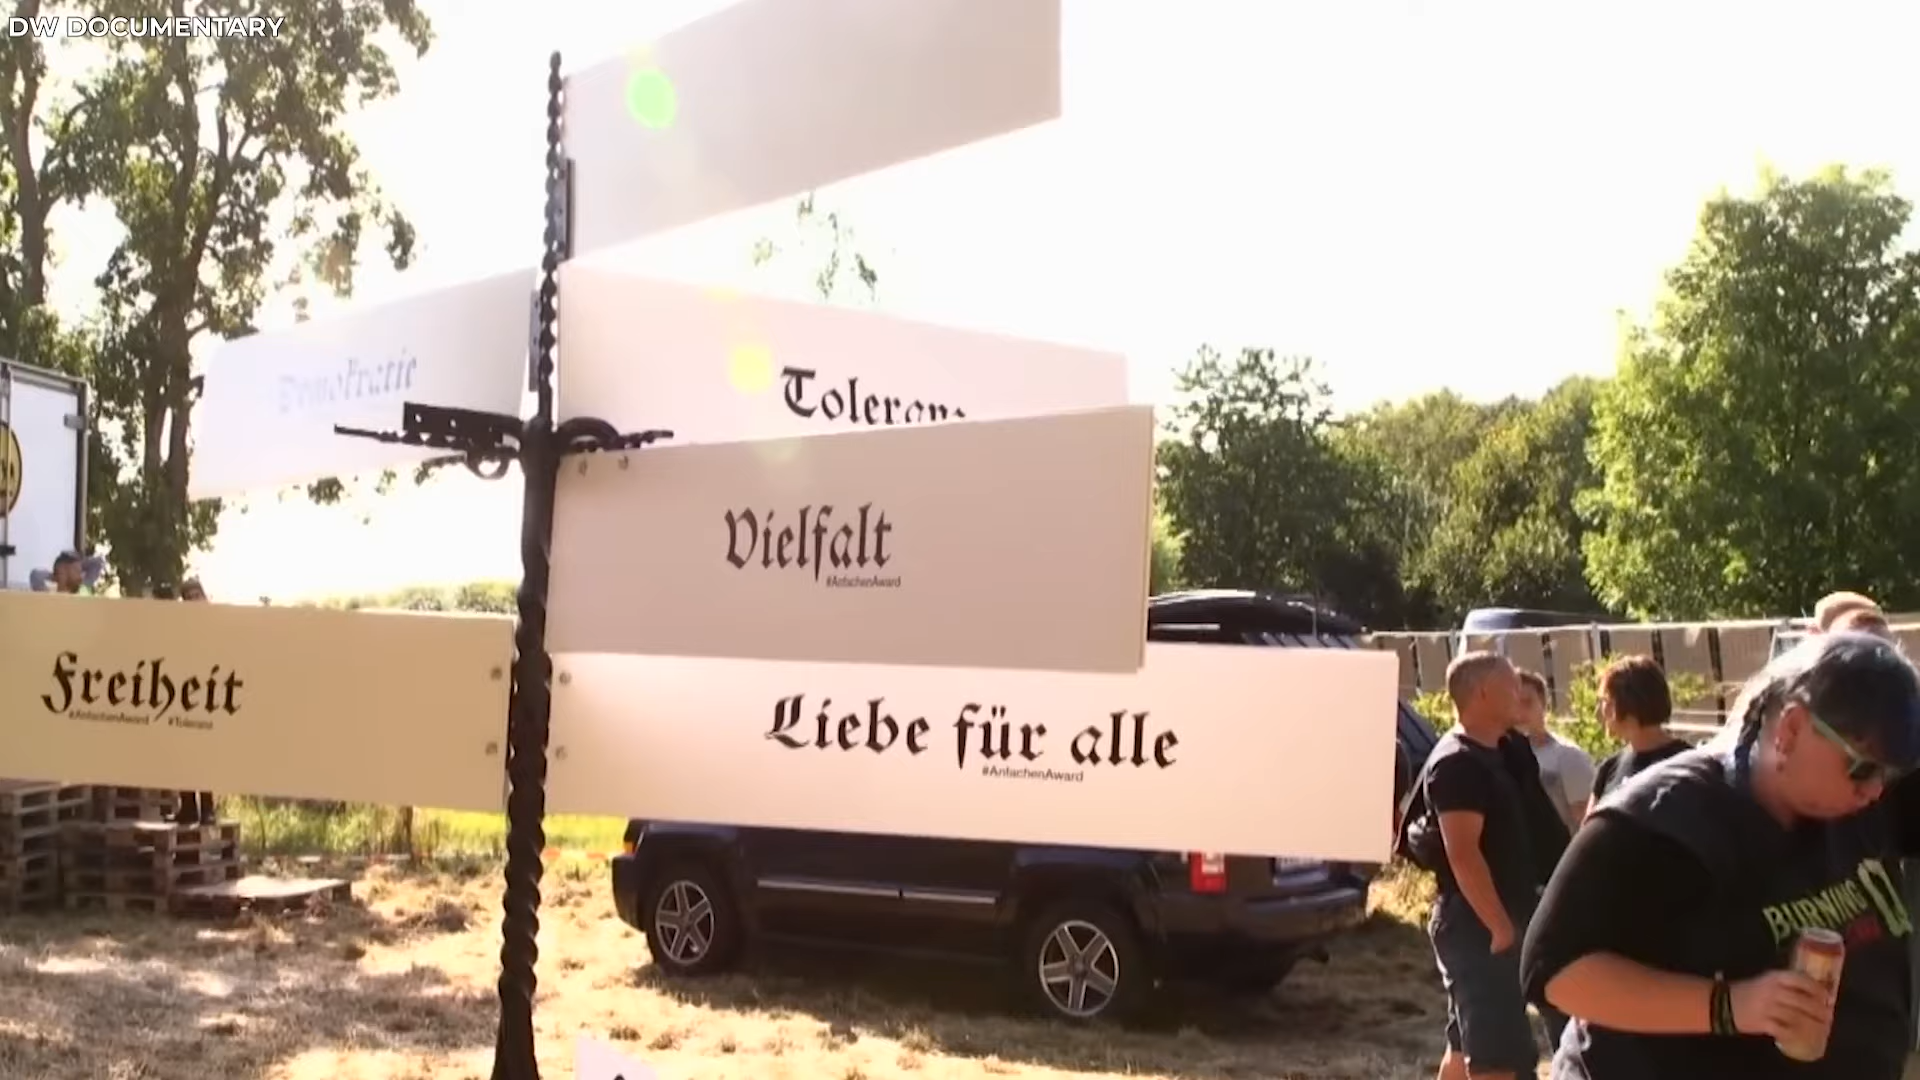 DW DOCUMENTARY
Demokratie
Vielfalt
#AnfachenAward
Freiheit
#AnfachenAward #Toleranz
Liebe für alle
#AnfachenAward
BURNING